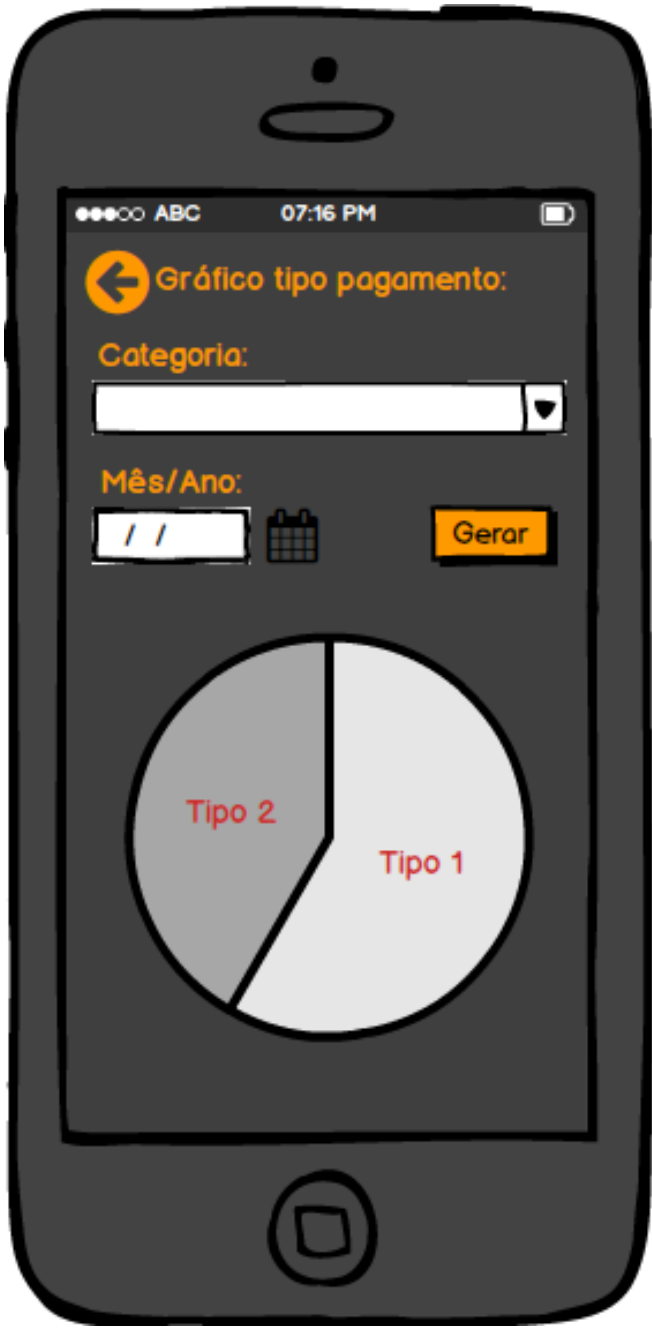 ABC 07:16 PM
Gráfico tipo pagamento:
Categoria:
Mês/Ano:
/ / Gerar
Tipo 2
Tipo 1